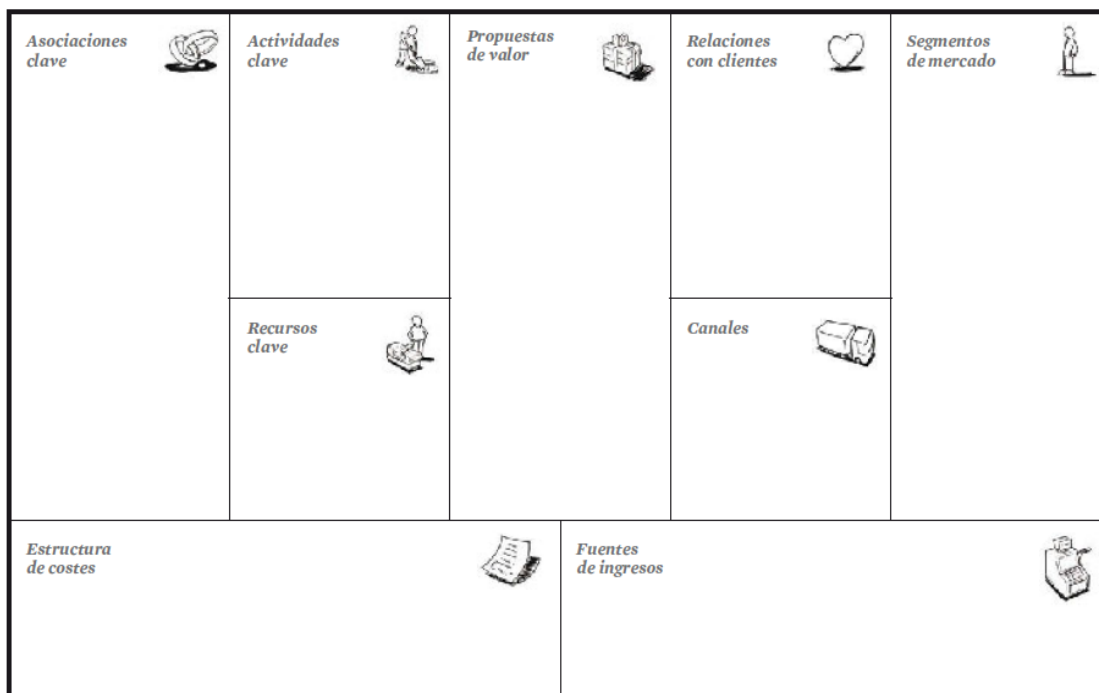 Asociaciones
clave
Actividades
clave
Propuestas
de valor
Relaciones
con clientes
Segmentos
de mercado
Recursos
clave
Canales
Estructura
de costes
Fuentes
de ingresos